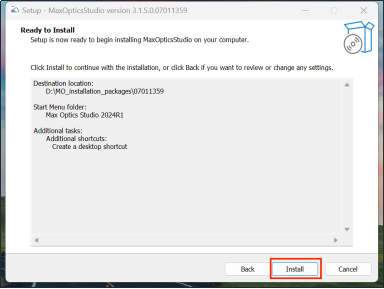 Setup - MaxOpticsStudio version 3.1.5.0.07011359
Ready to Install
Setup is now ready to begin installing MaxOpticsStudio on your computer.
Click Install to continue with the installation, or click Back if you want to review or change any settings.
Destination location:
D:\MO_installation_packages\07011359
Start Menu folder:
Max Optics Studio 2024R1
Additional tasks:
Additional shortcuts:
Create a desktop shortcut
Back Install Cancel